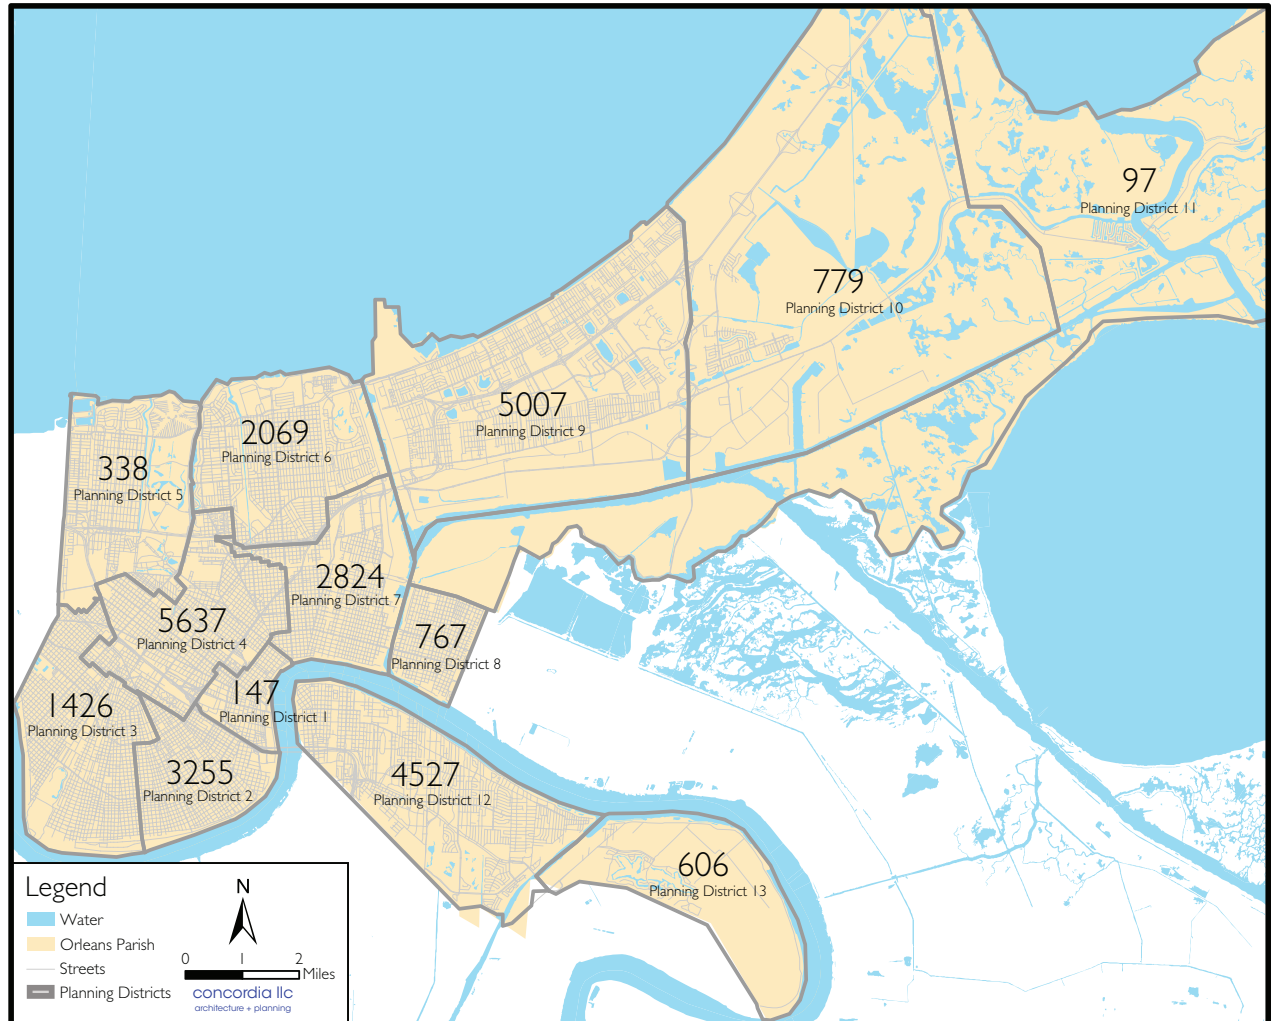 97
Planning District 11
779
Planning District 10
5007
Planning District 9
2069
Planning District 6
338
Planning District 5
2824
Planning District 7
5637
Planning District 4
767
Planning District 8
147
Planning District 1
1426
Planning District 3
3255
Planning District 2
4527
Planning District 12
606
Planning District 13
Legend
Water
Orleans Parish
Streets
Planning Districts
N
0 1 2
Miles
concordia llc
architecture + planning